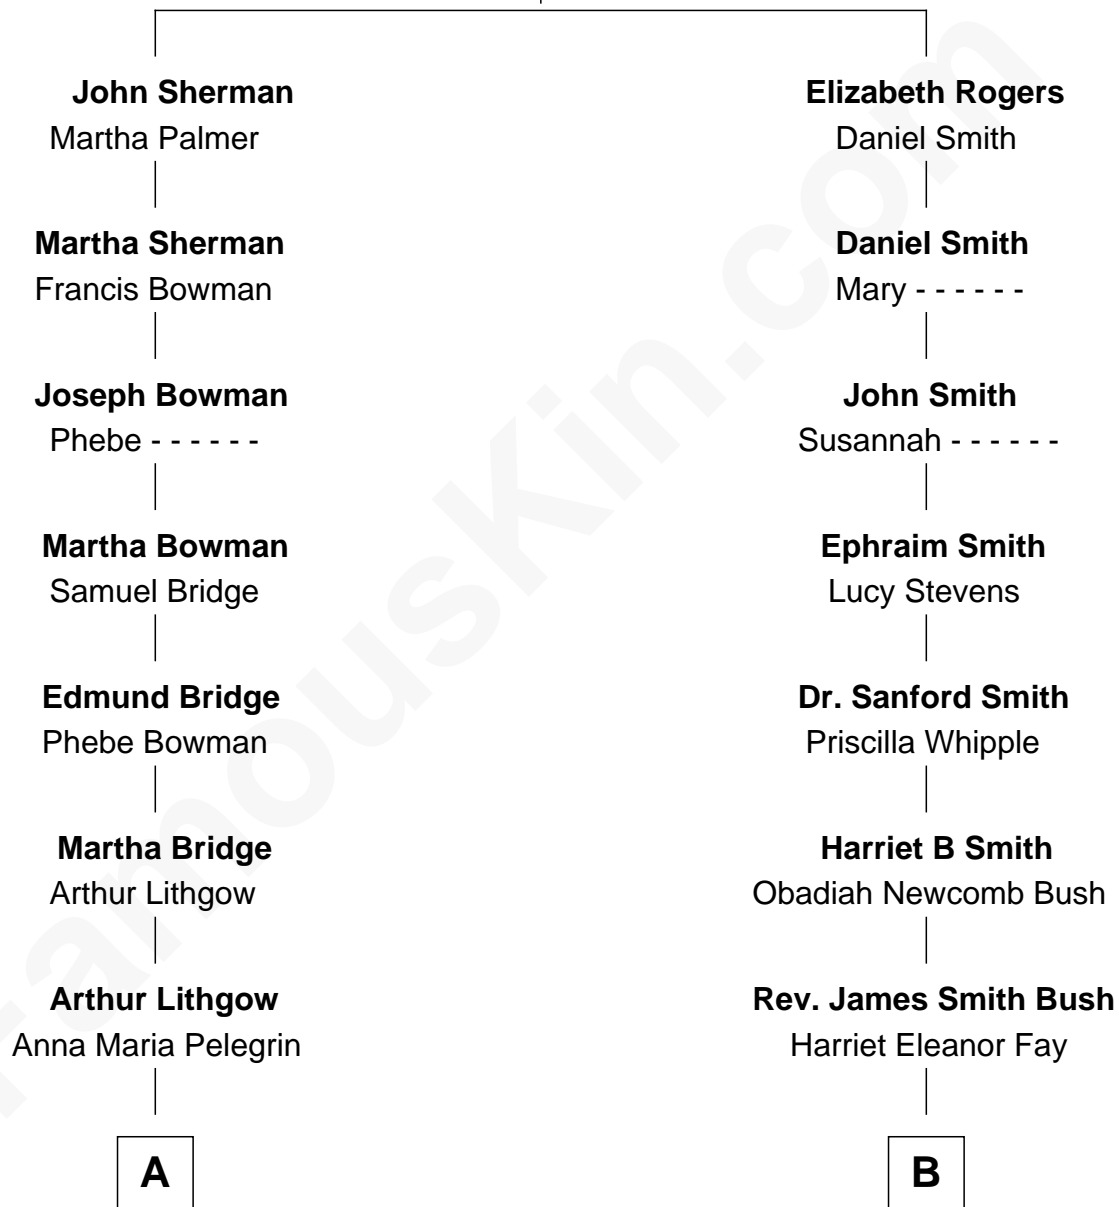 John Sherman
Martha Palmer
Martha Sherman
Francis Bowman
Joseph Bowman
Phebe - - - - - -
Martha Bowman
Samuel Bridge
Edmund Bridge
Phebe Bowman
Martha Bridge
Arthur Lithgow
Arthur Lithgow
Anna Maria Pelegrin
A
Elizabeth Rogers
Daniel Smith
Daniel Smith
Mary - - - - - -
John Smith
Susannah - - - - - -
Ephraim Smith
Lucy Stevens
Dr. Sanford Smith
Priscilla Whipple
Harriet B Smith
Obadiah Newcomb Bush
Rev. James Smith Bush
Harriet Eleanor Fay
B
FamousKin.com